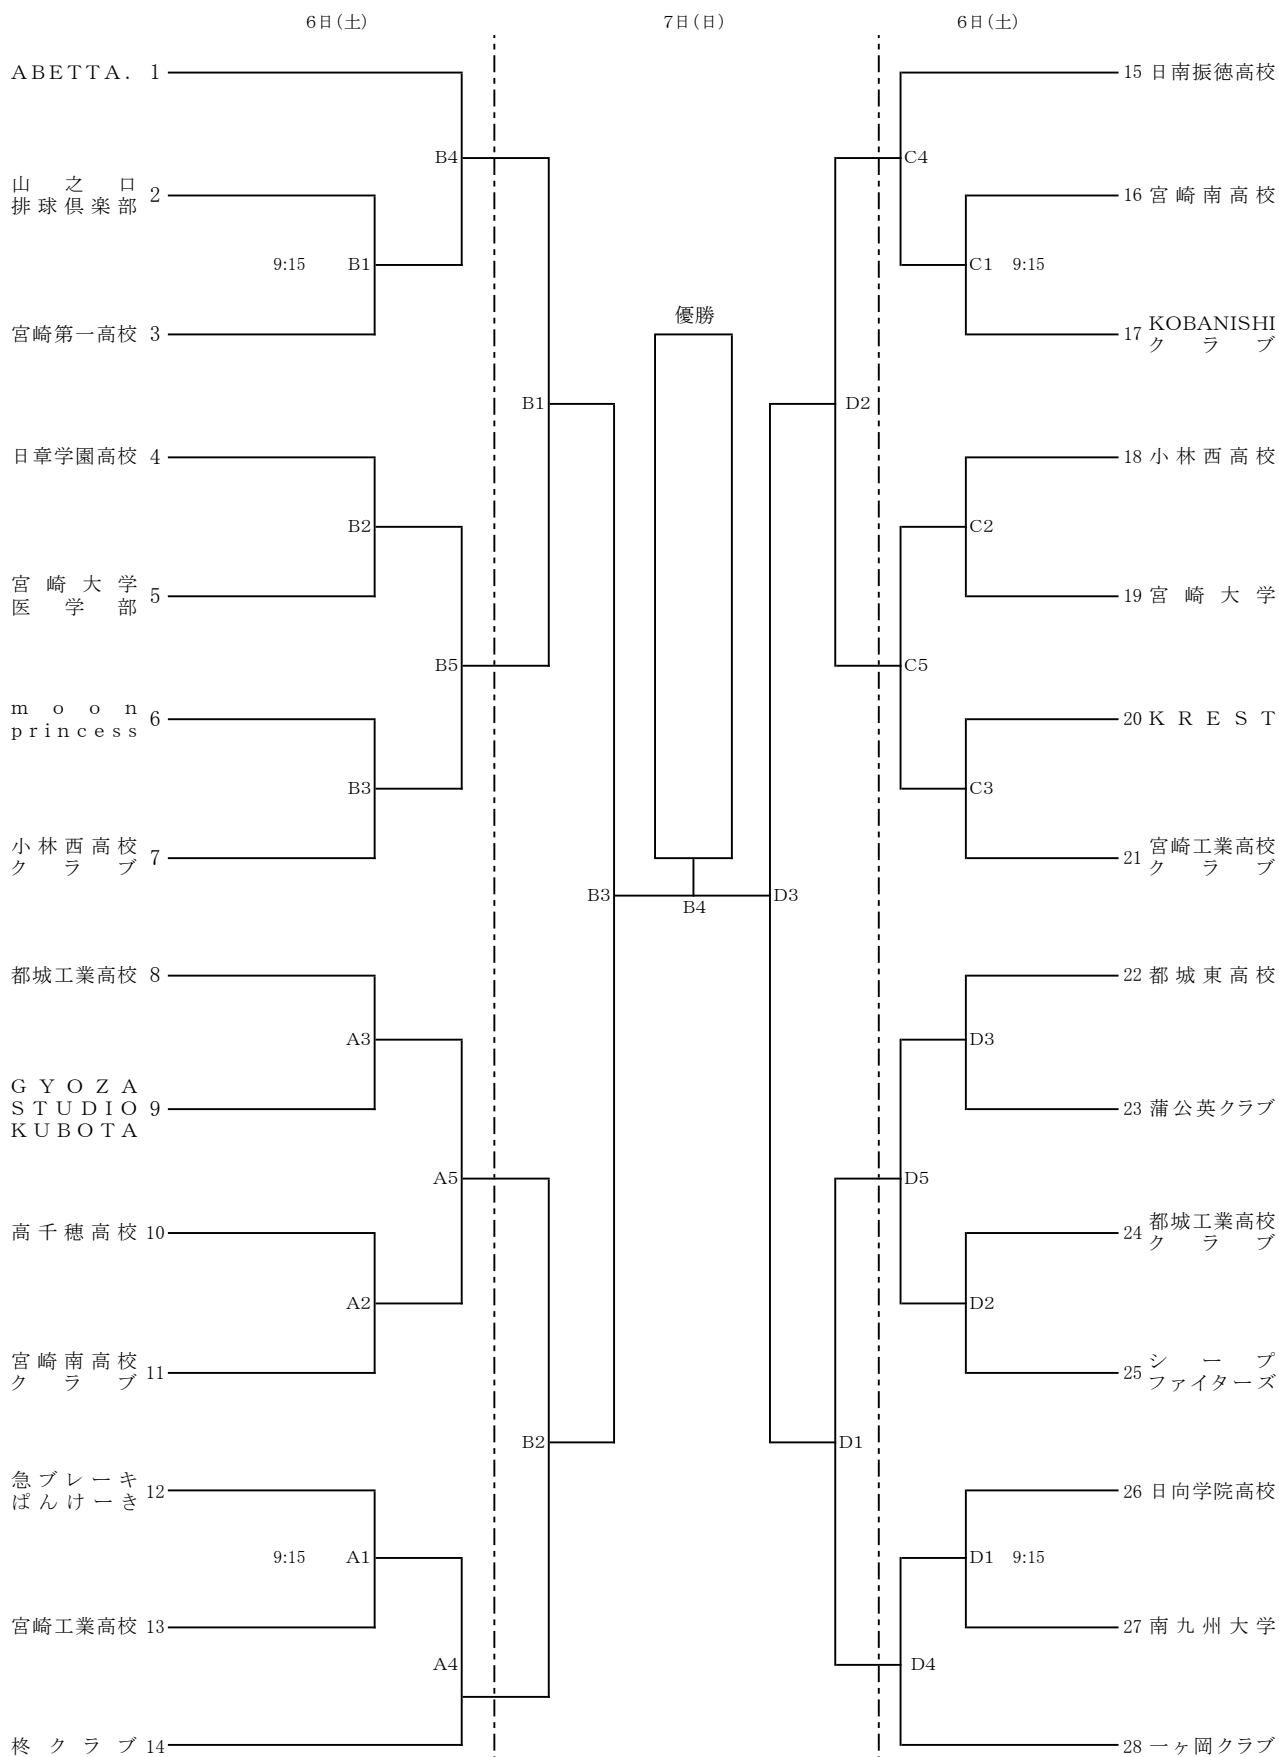 6日(土)
7日(日)
6日(土)
ABETTA. 1
B4
山之口
排球倶楽部 2
9:15 B1
宮崎第一高校 3
B1
日章学園高校 4
B2
宮崎大学
医学部 5
B5
moon
princess 6
B3
小林西高校
クラブ 7
B3
都城工業高校 8
A3
GYOZA
STUDIO 9
KUBOTA
A5
高千穂高校 10
A2
宮崎南高校
クラブ 11
B2
急ブレーキ
ぱんけーき 12
9:15 A1
宮崎工業高校 13
A4
柊クラブ 14
優勝
B4
15 日南振徳高校
C4
16 宮崎南高校
C1 9:15
17 KOBANISHI
クラブ
D2
18 小林西高校
C2
19 宮崎大学
C5
20 KREST
C3
21 宮崎工業高校
クラブ
D3
22 都城東高校
D3
23 蒲公英クラブ
D5
24 都城工業高校
クラブ
D2
25 シープ
ファイターズ
D1
26 日向学院高校
D1 9:15
27 南九州大学
D4
28 一ヶ岡クラブ